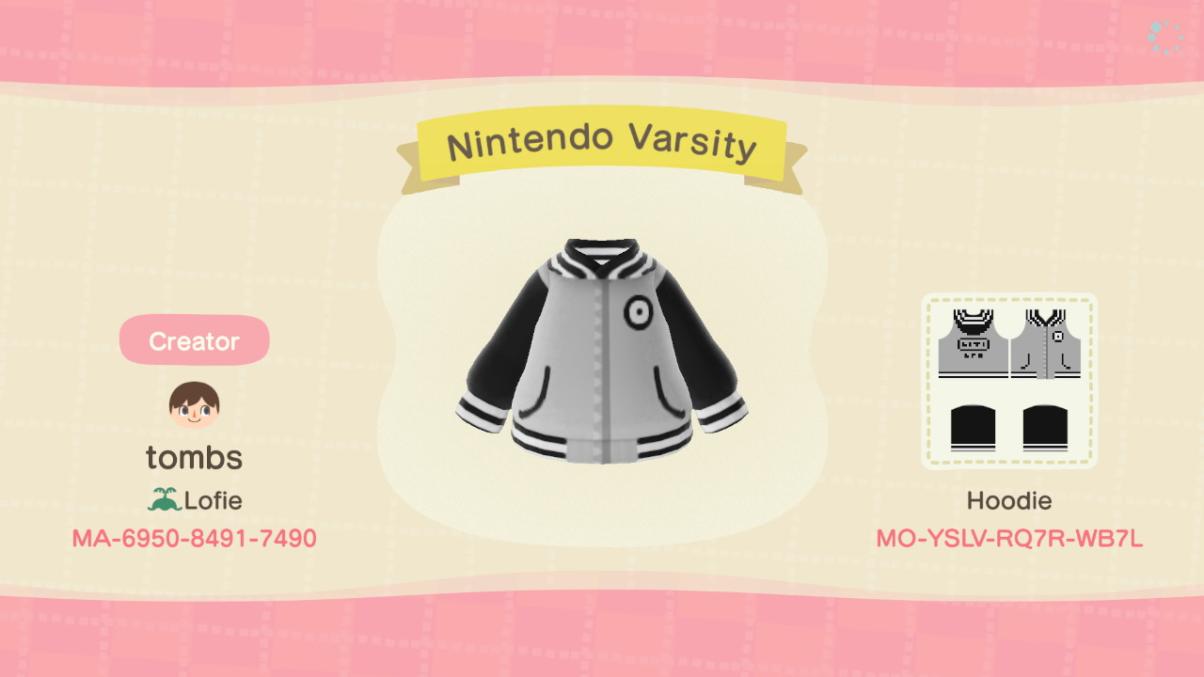 Nintendo Varsity
Creator
tombs
Lofie
MA-6950-8491-7490
Hoodie
MO-YSLV-RQ7R-WB7L